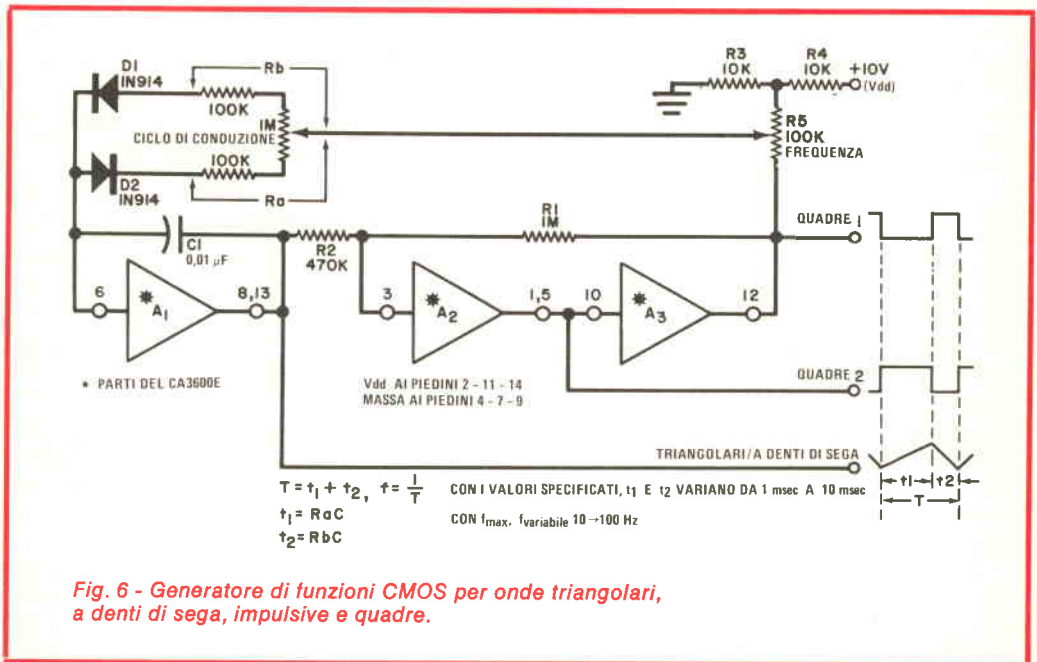 D1
IN914
Rb
100K
1M
CICLO DI CONDUZIONE
100K
D2
IN914
Ra
R3
10K
R4
10K
+10V
(Vdd)
R5
100K
FREQUENZA
C1
0,01 µF
R2
470K
R1
1M
QUADRE 1
6
* A1
8,13
3
* A2
1,5
10
* A3
12
* PARTI DEL CA3600E
Vdd AI PIEDINI 2 - 11 - 14
MASSA AI PIEDINI 4 - 7 - 9
QUADRE 2
TRIANGOLARI/A DENTI DI SEGA
t1 t2
T
T = t1 + t2, f = 1/T
t1 = RaC
t2 = RbC
CON I VALORI SPECIFICATI, t1 E t2 VARIANO DA 1 msec A 10 msec
CON fmax, fvariabile 10→100 Hz
Fig. 6 - Generatore di funzioni CMOS per onde triangolari,
a denti di sega, impulsive e quadre.